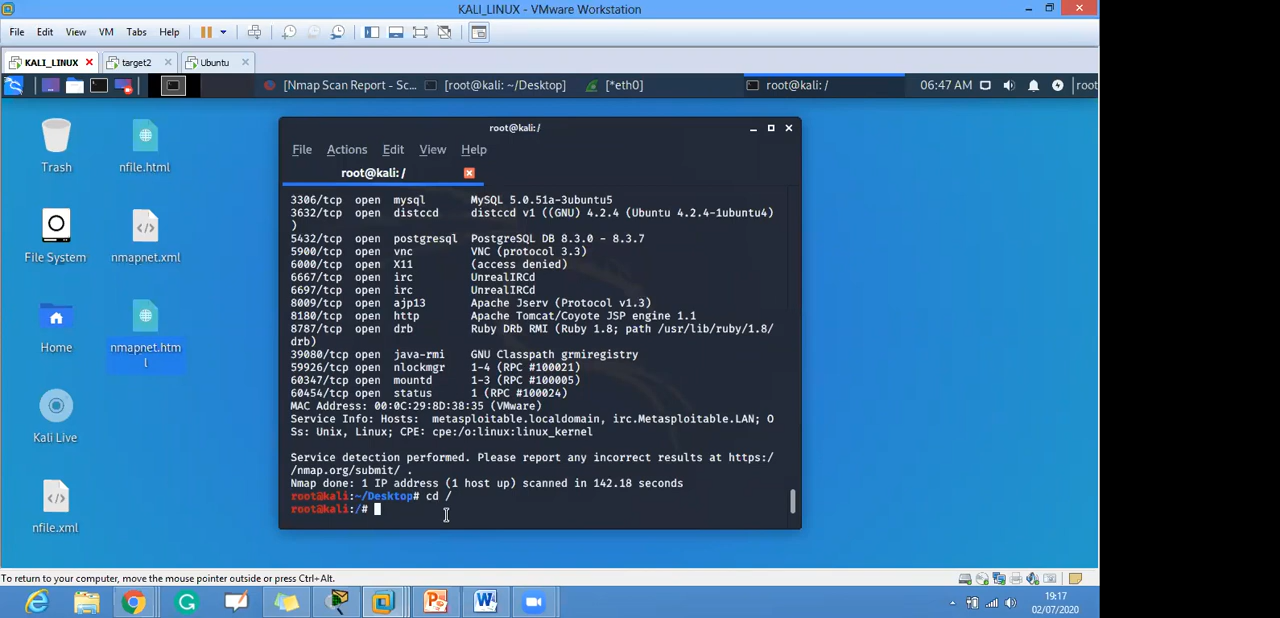 KALI_LINUX - VMware Workstation
File Edit View VM Tabs Help
KALI_LINUX target2 Ubuntu
[Nmap Scan Report - Sc... [root@kali: ~/Desktop] [*eth0] root@kali: / 06:47 AM root
root@kali: /
Trash
nfile.html
File System
nmapnet.xml
Home
nmapnet.htm
l
Kali Live
nfile.xml
File Actions Edit View Help
root@kali: /
3306/tcp open mysql MySQL 5.0.51a-3ubuntu5
3632/tcp open distccd distccd v1 ((GNU) 4.2.4 (Ubuntu 4.2.4-1ubuntu4)
)
5432/tcp open postgresql PostgreSQL DB 8.3.0 - 8.3.7
5900/tcp open vnc VNC (protocol 3.3)
6000/tcp open X11 (access denied)
6667/tcp open irc UnrealIRCd
6697/tcp open irc UnrealIRCd
8009/tcp open ajp13 Apache Jserv (Protocol v1.3)
8180/tcp open http Apache Tomcat/Coyote JSP engine 1.1
8787/tcp open drb Ruby DRb RMI (Ruby 1.8; path /usr/lib/ruby/1.8/
drb)
39080/tcp open java-rmi GNU Classpath grmiregistry
59926/tcp open nlockmgr 1-4 (RPC #100021)
60347/tcp open mountd 1-3 (RPC #100005)
60454/tcp open status 1 (RPC #100024)
MAC Address: 00:0C:29:8D:38:35 (VMware)
Service Info: Hosts: metasploitable.localdomain, irc.Metasploitable.LAN; O
Ss: Unix, Linux; CPE: cpe:/o:linux:linux_kernel
Service detection performed. Please report any incorrect results at https:/
/nmap.org/submit/ .
Nmap done: 1 IP address (1 host up) scanned in 142.18 seconds
root@kali:~/Desktop# cd /
root@kali:/#
To return to your computer, move the mouse pointer outside or press Ctrl+Alt.
19:17
02/07/2020